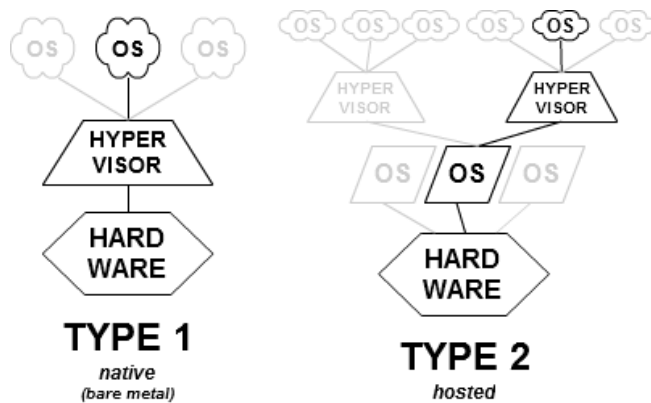 OS OS OS
HYPER
VISOR
HARD
WARE
TYPE 1
native
(bare metal)
OS OS OS OS OS OS
HYPER
VISOR
HYPER
VISOR
OS OS OS
HARD
WARE
TYPE 2
hosted